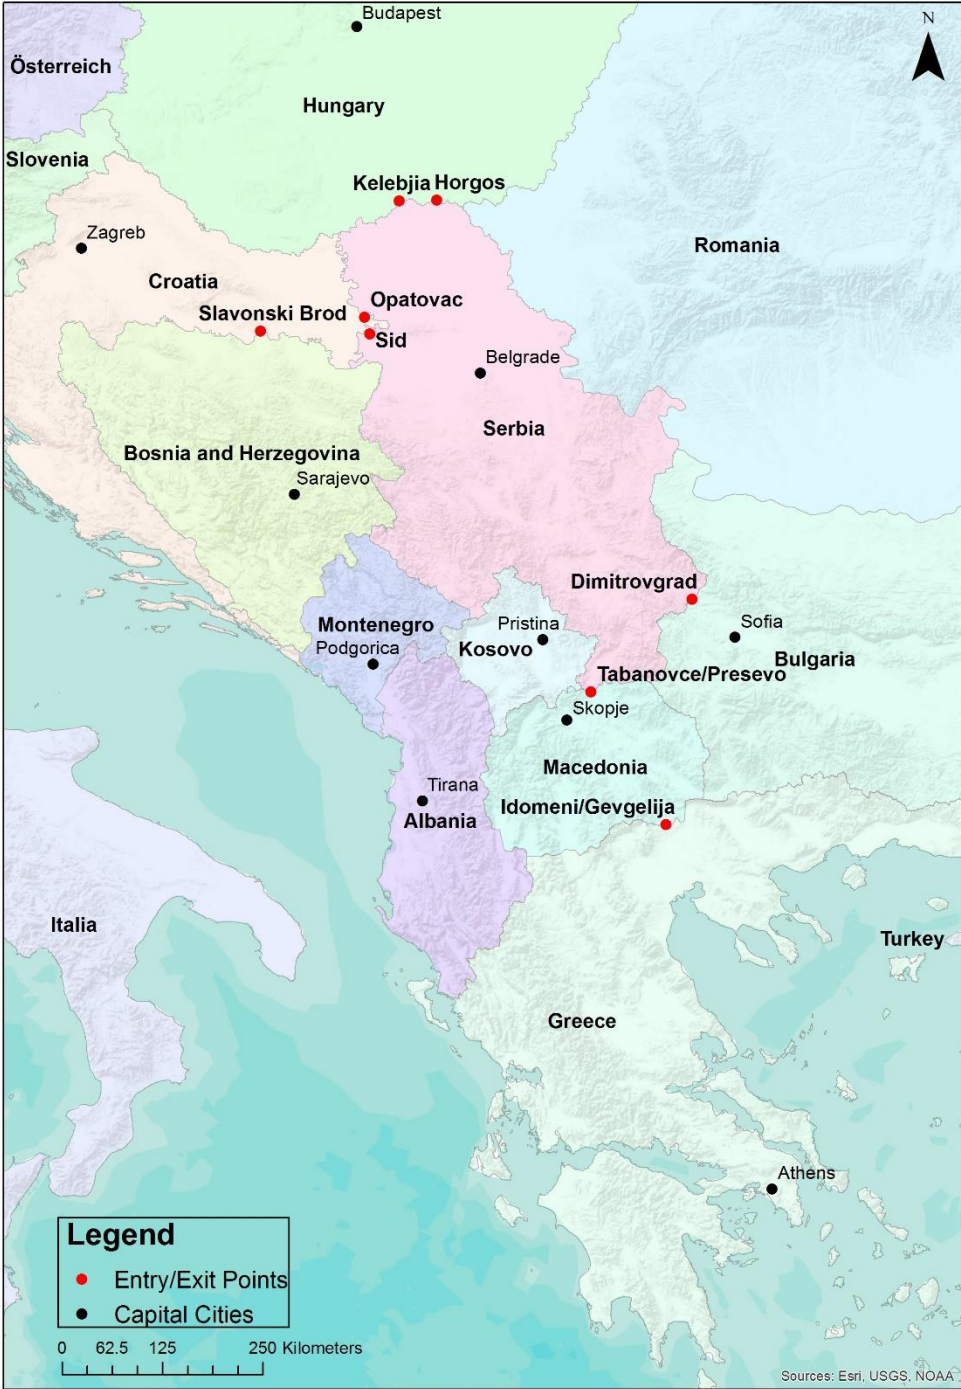 Budapest
N
Österreich
Hungary
Slovenia
Kelebjia Horgos
Zagreb
Romania
Croatia
Opatovac
Slavonski Brod
Sid
Belgrade
Serbia
Bosnia and Herzegovina
Sarajevo
Dimitrovgrad
Montenegro
Pristina
Sofia
Podgorica
Kosovo
Bulgaria
Tabanovce/Presevo
Skopje
Macedonia
Tirana
Idomeni/Gevgelija
Albania
Italia
Turkey
Greece
Athens
Legend
Entry/Exit Points
Capital Cities
0 62.5 125 250 Kilometers
Sources: Esri, USGS, NOAA